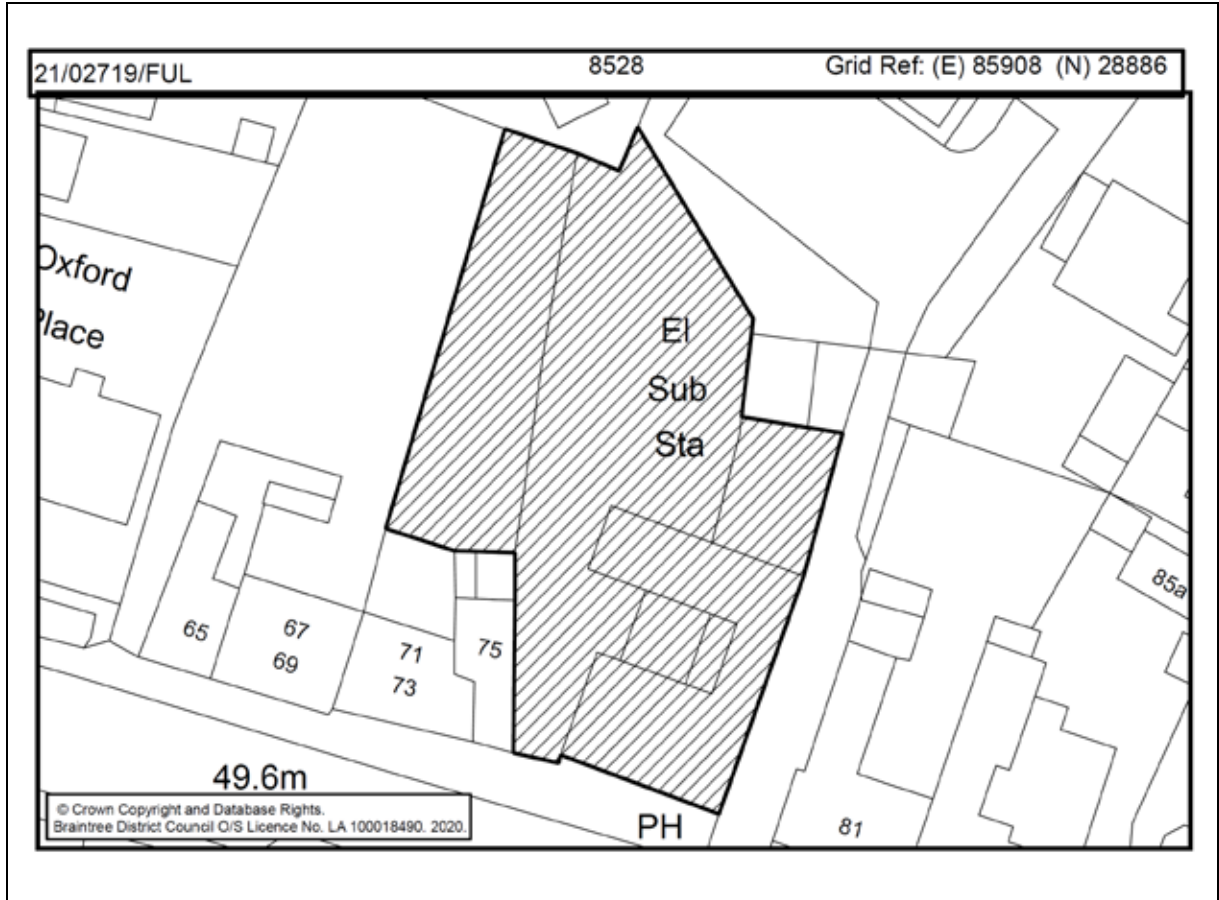 21/02719/FUL
8528
Grid Ref: (E) 85908 (N) 28886
Oxford
Place
El
Sub
Sta
85a
65
67
69
71
73
75
49.6m
© Crown Copyright and Database Rights.
Braintree District Council O/S Licence No. LA 100018490. 2020.
PH
81